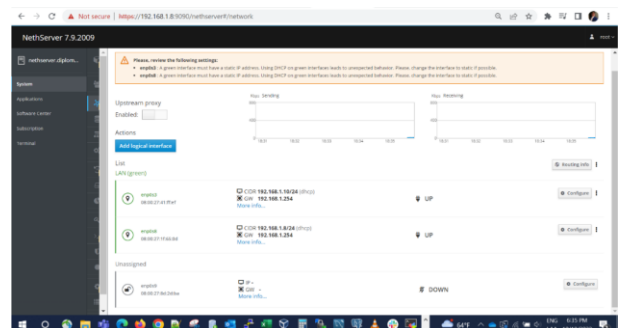 Not secure | https://192.168.1.8:9090/nethserver#/network
NethServer 7.9.2009
root
nethserver.diplom...
System
Applications
Software Center
Subscription
Terminal
Please, review the following settings:
enp0s3: A green interface must have a static IP address. Using DHCP on green interfaces leads to unexpected behavior. Please, change the interface to static if possible.
enp0s8: A green interface must have a static IP address. Using DHCP on green interfaces leads to unexpected behavior. Please, change the interface to static if possible.
Upstream proxy
Enabled
Actions
Add logical interface
Sending
Receiving
List
Routing info
LAN (green)
enp0s3
CIDR 192.168.1.10/24 (dhcp)
GW 192.168.1.254
More info...
UP
Configure
enp0s8
CIDR 192.168.1.8/24 (dhcp)
GW 192.168.1.254
More info...
UP
Configure
Unassigned
IP -
GW -
More info...
DOWN
Configure
64°F
ENG 6:35 PM